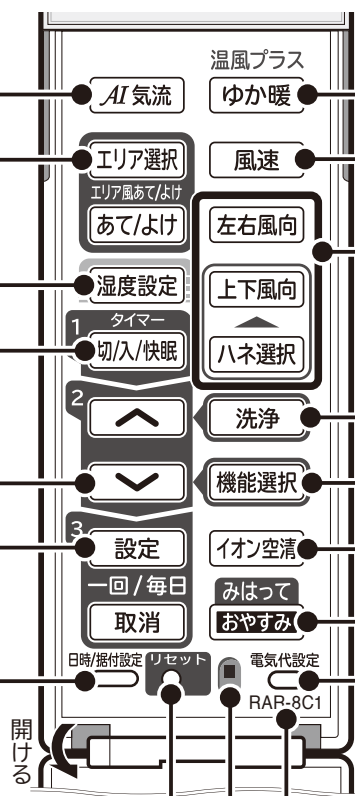 温風プラス
AI 気流
ゆか暖
エリア選択
風速
エリア風あて/よけ
あて/よけ
左右風向
湿度設定
上下風向
1
タイマー
切/入/快眠
ハネ選択
2
洗浄
機能選択
3
設定
イオン空清
一回/毎日
みはって
おやすみ
取消
日時/据付設定
リセット
電気代設定
RAR-8C1
開ける